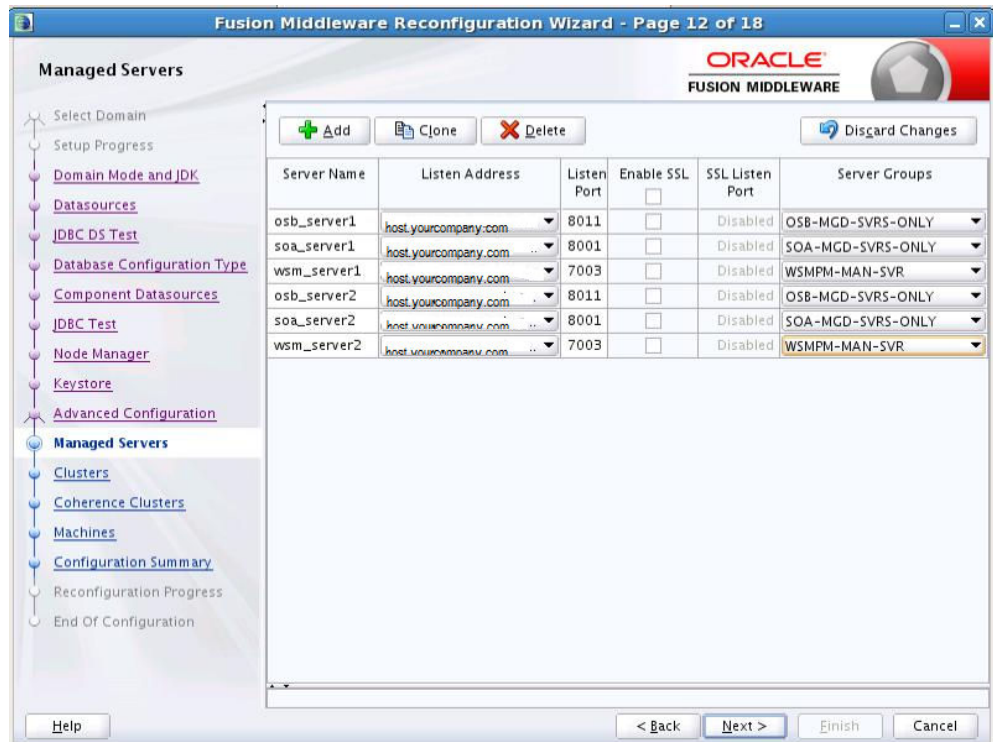 Fusion Middleware Reconfiguration Wizard - Page 12 of 18
Managed Servers
ORACLE
FUSION MIDDLEWARE
Select Domain
Setup Progress
Domain Mode and JDK
Datasources
JDBC DS Test
Database Configuration Type
Component Datasources
JDBC Test
Node Manager
Keystore
Advanced Configuration
Managed Servers
Clusters
Coherence Clusters
Machines
Configuration Summary
Reconfiguration Progress
End Of Configuration
Add Clone Delete Discard Changes
Server Name Listen Address Listen Port Enable SSL SSL Listen Port Server Groups
osb_server1 host.yourcompany.com 8011 Disabled OSB-MGD-SVRS-ONLY
soa_server1 host.yourcompany.com 8001 Disabled SOA-MGD-SVRS-ONLY
wsm_server1 host.yourcompany.com 7003 Disabled WSMPM-MAN-SVR
osb_server2 host.yourcompany.com 8011 Disabled OSB-MGD-SVRS-ONLY
soa_server2 host.yourcompany.com 8001 Disabled SOA-MGD-SVRS-ONLY
wsm_server2 host.yourcompany.com 7003 Disabled WSMPM-MAN-SVR
Help < Back Next > Finish Cancel